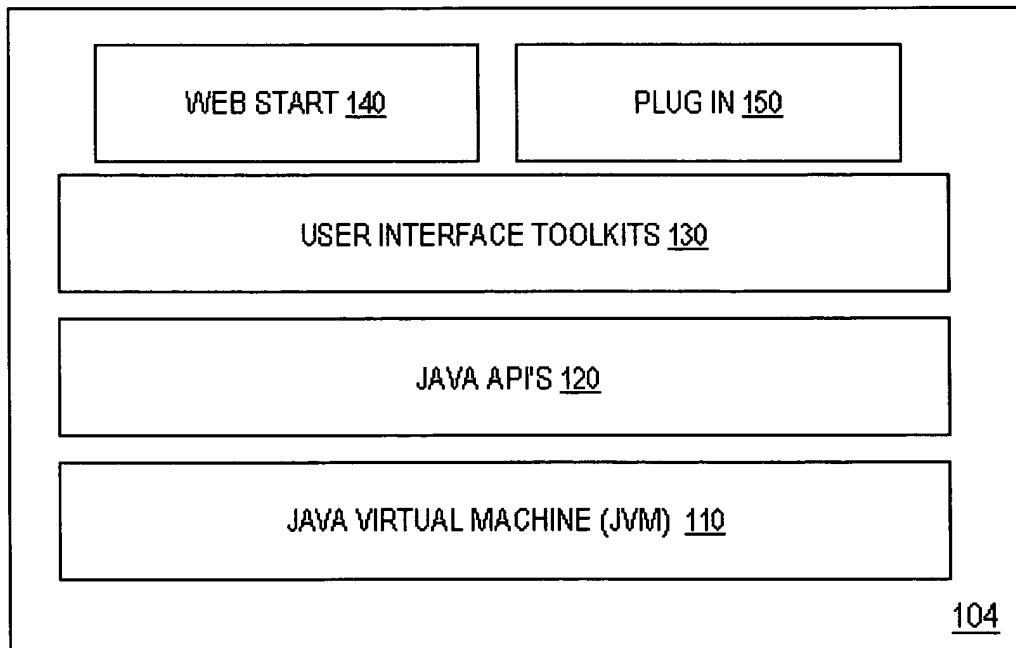 WEB START 140
PLUG IN 150
USER INTERFACE TOOLKITS 130
JAVA API'S 120
JAVA VIRTUAL MACHINE (JVM) 110
104